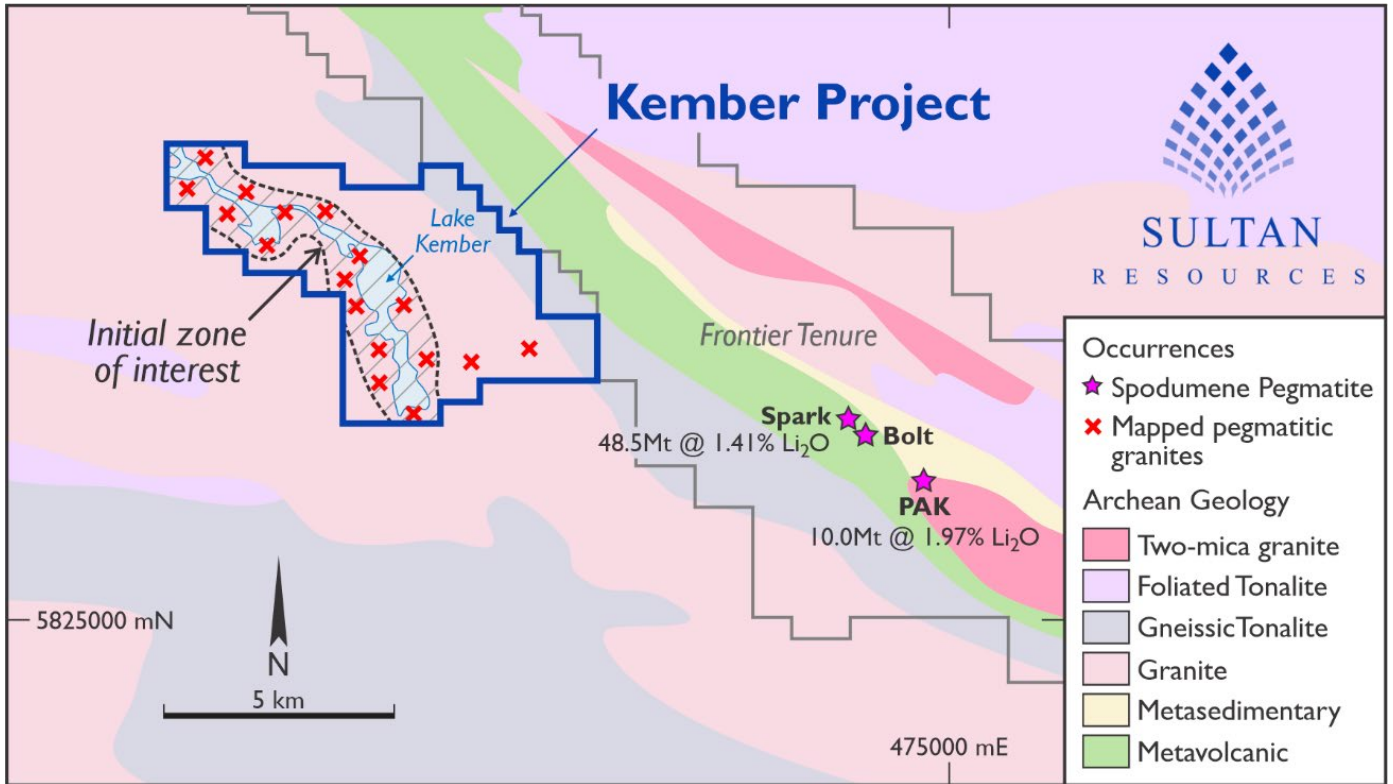 Kember Project
SULTAN
RESOURCES
Lake
Kember
Initial zone
of interest
Frontier Tenure
Spark
48.5Mt @ 1.41% Li₂O
Bolt
PAK
10.0Mt @ 1.97% Li₂O
5825000 mN
N
5 km
475000 mE
Occurrences
Spodumene Pegmatite
Mapped pegmatitic
granites
Archean Geology
Two-mica granite
Foliated Tonalite
Gneissic Tonalite
Granite
Metasedimentary
Metavolcanic